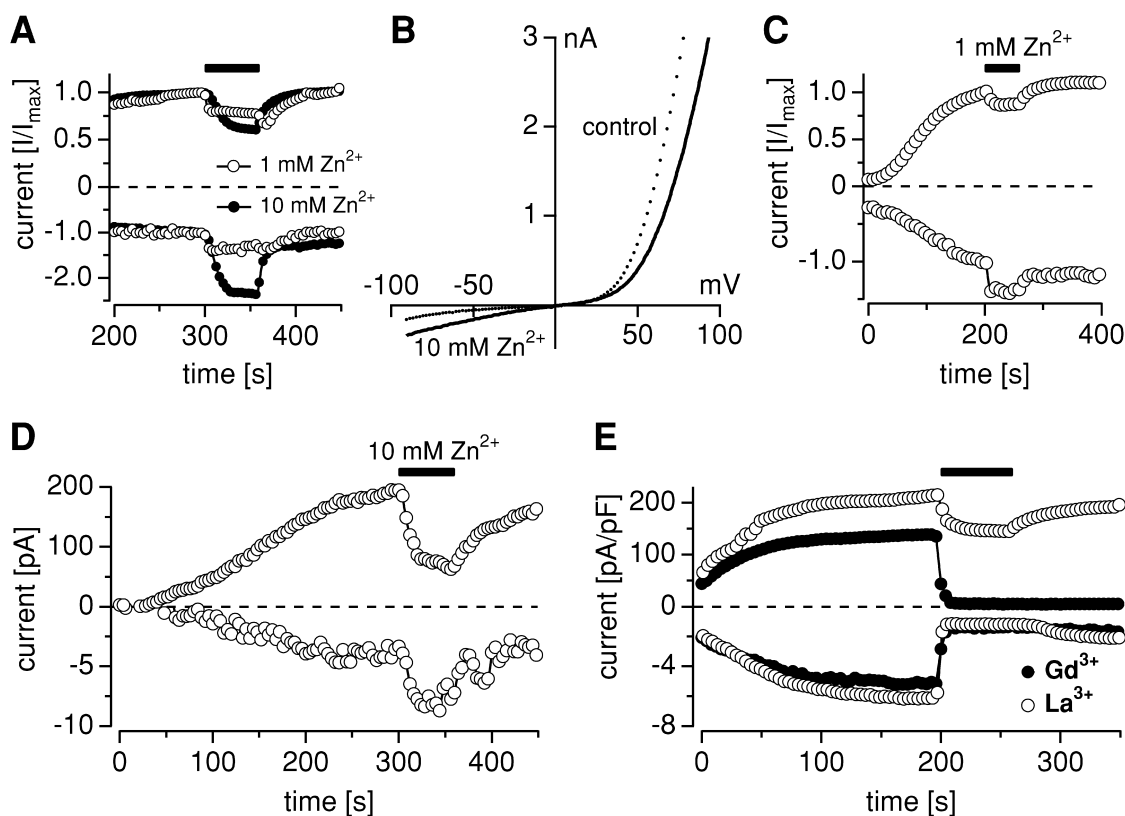 A
current [I/Imax]
1.0
0.5
0
-1.0
-2.0
1 mM Zn2+
10 mM Zn2+
200 300 400
time [s]
B
3 nA
2
1
control
-100 -50
mV
10 mM Zn2+
50 100
C
1 mM Zn2+
current [I/Imax]
1.0
0.5
0
-1.0
0 100 200 300 400
time [s]
D
10 mM Zn2+
current [pA]
200
100
0
-5
-10
0 100 200 300 400
time [s]
E
current [pA/pF]
200
100
0
-4
-8
Gd3+
La3+
0 100 200 300
time [s]